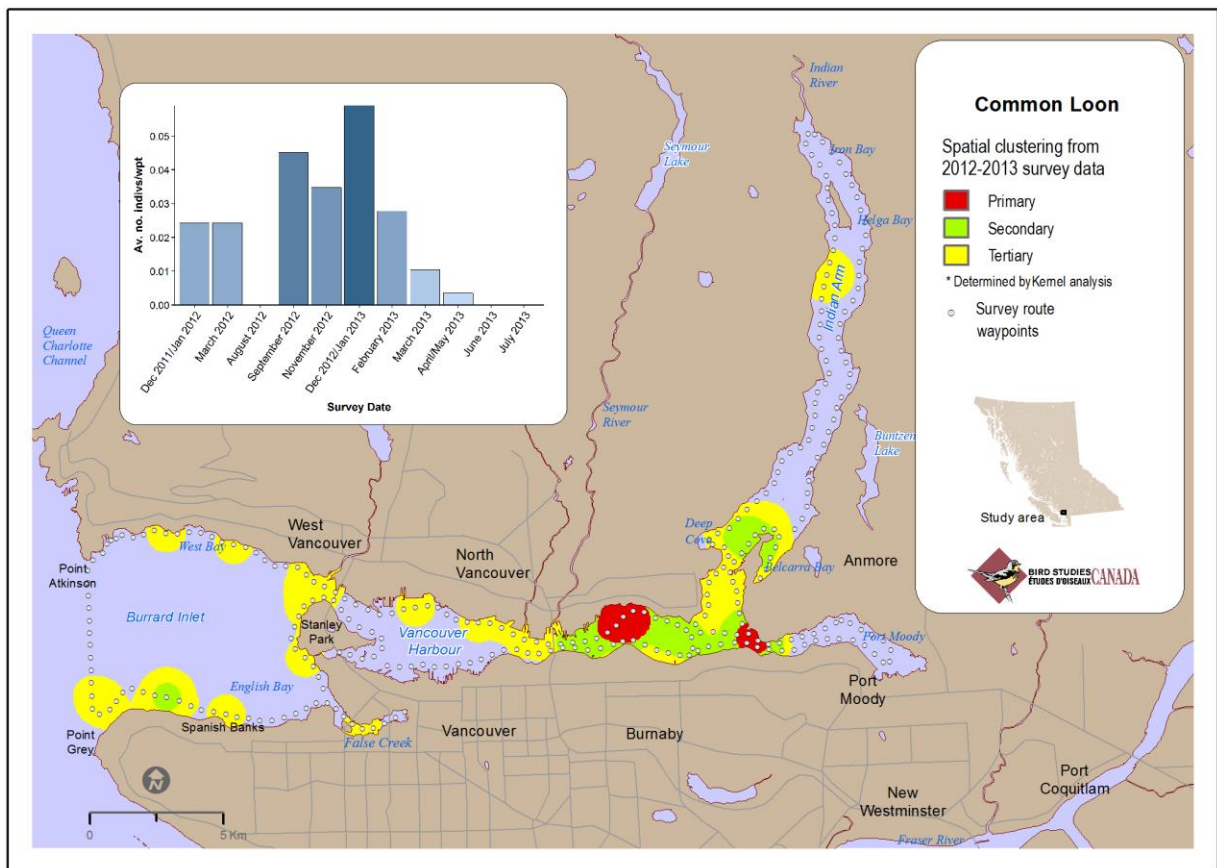 0.05
0.04
0.03
0.02
0.01
0.00
Av. no. indivs/wpt
Dec 2011/Jan 2012
March 2012
August 2012
September 2012
November 2012
Dec 2012/Jan 2013
February 2013
March 2013
April/May 2013
June 2013
July 2013
Survey Date
Common Loon
Spatial clustering from
2012-2013 survey data
Primary
Secondary
Tertiary
* Determined by Kernel analysis
Survey route
waypoints
Study area
BIRD STUDIES
ÉTUDES D'OISEAUX CANADA
Indian
River
Iron Bay
Seymour
Lake
Helga Bay
Indian Arm
Queen
Charlotte
Channel
Seymour
River
Buntzen
Lake
Deep
Cove
Belcarra Bay
Anmore
West
Vancouver
West Bay
North
Vancouver
Point
Atkinson
Burrard Inlet
Stanley
Park
Vancouver
Harbour
Port Moody
Port
Moody
English Bay
Spanish Banks
Point
Grey
False Creek
Vancouver
Burnaby
New
Westminster
Port
Coquitlam
Fraser River
N
0
5 Km